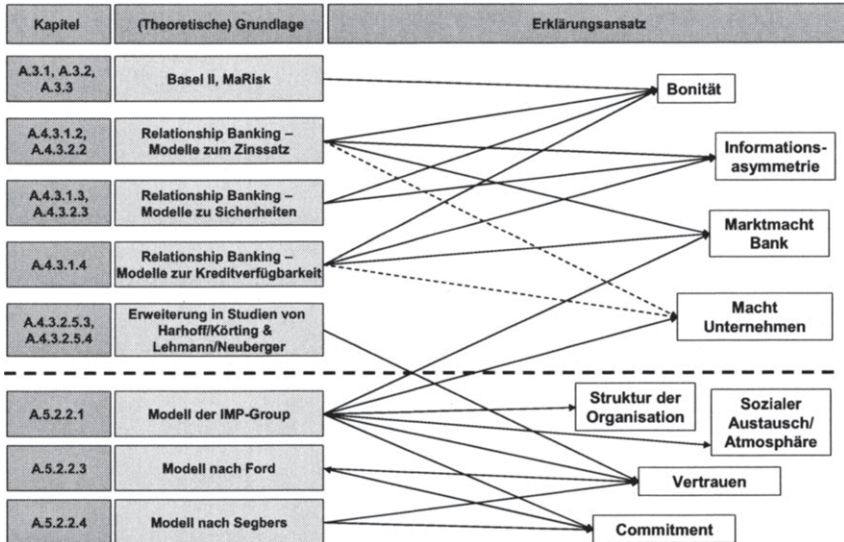 Kapitel
(Theoretische) Grundlage
Erklärungsansatz
A.3.1, A.3.2,
A.3.3
Basel II, MaRisk
Bonität
A.4.3.1.2,
A.4.3.2.2
Relationship Banking –
Modelle zum Zinssatz
Informations-
asymmetrie
A.4.3.1.3,
A.4.3.2.3
Relationship Banking –
Modelle zu Sicherheiten
Marktmacht
Bank
A.4.3.1.4
Relationship Banking –
Modelle zur Kreditverfügbarkeit
Macht
Unternehmen
A.4.3.2.5.3,
A.4.3.2.5.4
Erweiterung in Studien von
Harhoff/Körting &
Lehmann/Neuberger
A.5.2.2.1
Modell der IMP-Group
Struktur der
Organisation
Sozialer
Austausch/
Atmosphäre
A.5.2.2.3
Modell nach Ford
Vertrauen
A.5.2.2.4
Modell nach Segbers
Commitment